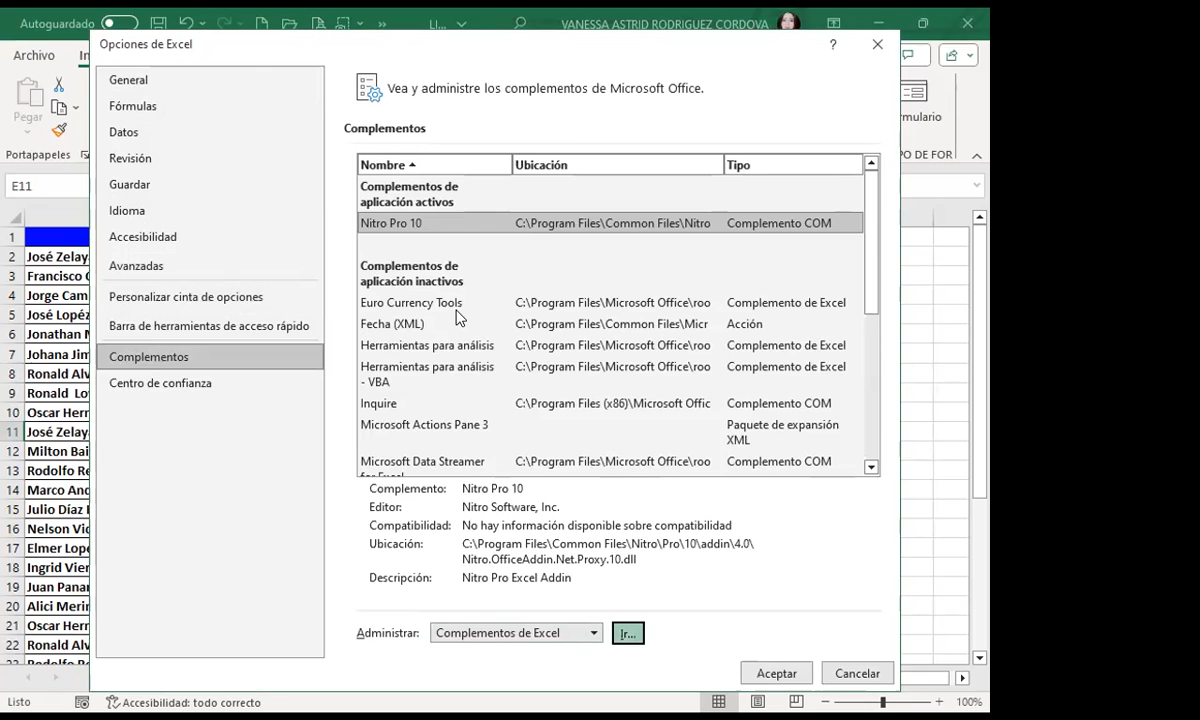 Autoguardado
LI...
VANESSA ASTRID RODRIGUEZ CORDOVA
Opciones de Excel
?
Archivo
In
Pegar
Portapapeles
mulario
PO DE FOR
E11
General
Fórmulas
Datos
Revisión
Guardar
Idioma
Accesibilidad
Avanzadas
Personalizar cinta de opciones
Barra de herramientas de acceso rápido
Complementos
Centro de confianza
Vea y administre los complementos de Microsoft Office.
Complementos
Nombre Ubicación Tipo
Complementos de
aplicación activos
Nitro Pro 10 C:\Program Files\Common Files\Nitro Complemento COM
Complementos de
aplicación inactivos
Euro Currency Tools C:\Program Files\Microsoft Office\roo Complemento de Excel
Fecha (XML) C:\Program Files\Common Files\Micr Acción
Herramientas para análisis C:\Program Files\Microsoft Office\roo Complemento de Excel
Herramientas para análisis C:\Program Files\Microsoft Office\roo Complemento de Excel
- VBA
Inquire C:\Program Files (x86)\Microsoft Offic Complemento COM
Microsoft Actions Pane 3 Paquete de expansión
XML
Microsoft Data Streamer C:\Program Files\Microsoft Office\roo Complemento COM
for Excel
Complemento: Nitro Pro 10
Editor: Nitro Software, Inc.
Compatibilidad: No hay información disponible sobre compatibilidad
Ubicación: C:\Program Files\Common Files\Nitro\Pro\10\addin\4.0\
Nitro.OfficeAddin.Net.Proxy.10.dll
Descripción: Nitro Pro Excel Addin
Administrar: Complementos de Excel Ir...
Aceptar Cancelar
1
2 José Zelay
3 Francisco
4 Jorge Cam
5 José Lopéz
6 Jonathan M
7 Johana Jim
8 Ronald Alv
9 Ronald Lo
10 Oscar Hern
11 José Zelay
12 Milton Bai
13 Rodolfo Re
14 Marco And
15 Julio Díaz
16 Nelson Vid
17 Elmer Lope
18 Ingrid Vier
19 Juan Panar
20 Alici Merin
21 Oscar Hern
22 Ronald Alv
23 Rodolfo Re
Listo
Accesibilidad: todo correcto
100%